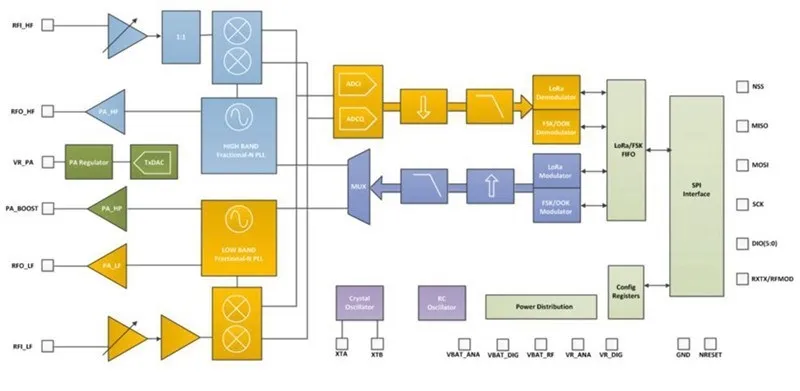 RFI_HF
1:1
RFO_HF
PA_HF
HIGH BAND
Fractional-N PLL
VR_PA
PA Regulator
TxDAC
PA_BOOST
PA_HP
LOW BAND
Fractional-N PLL
RFO_LF
PA_LF
RFI_LF
ADCI
ADCQ
MUX
LoRa
Demodulator
FSK/OOK
Demodulator
LoRa
Modulator
FSK/OOK
Modulator
LoRa/FSK
FIFO
SPI
Interface
NSS
MISO
MOSI
SCK
DIO(5:0)
RXTX/RFMOD
Crystal
Oscillator
RC
Oscillator
Power Distribution
Config
Registers
XTA
XTB
VBAT_ANA
VBAT_DIG
VBAT_RF
VR_ANA
VR_DIG
GND
NRESET